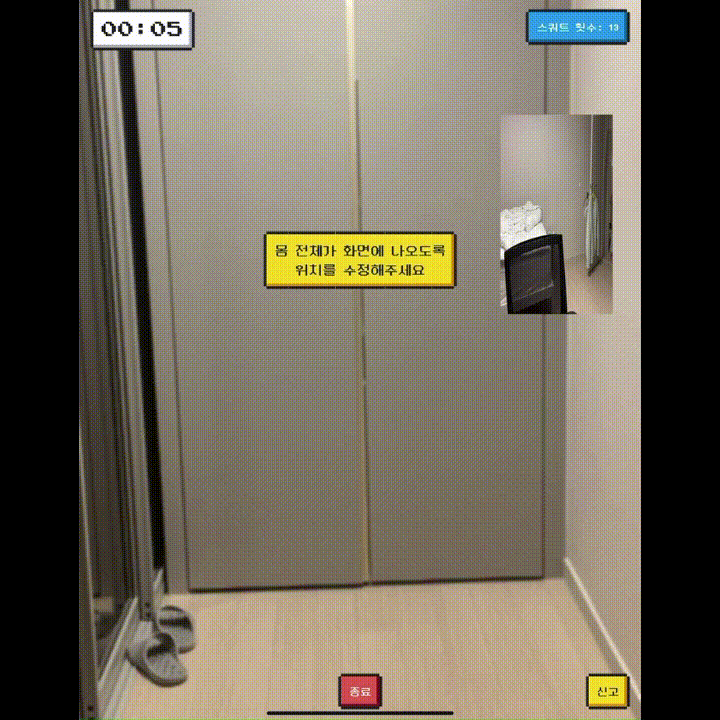 00:05
스쿼트 횟수: 13
몸 전체가 화면에 나오도록
위치를 수정해주세요
종료
신고